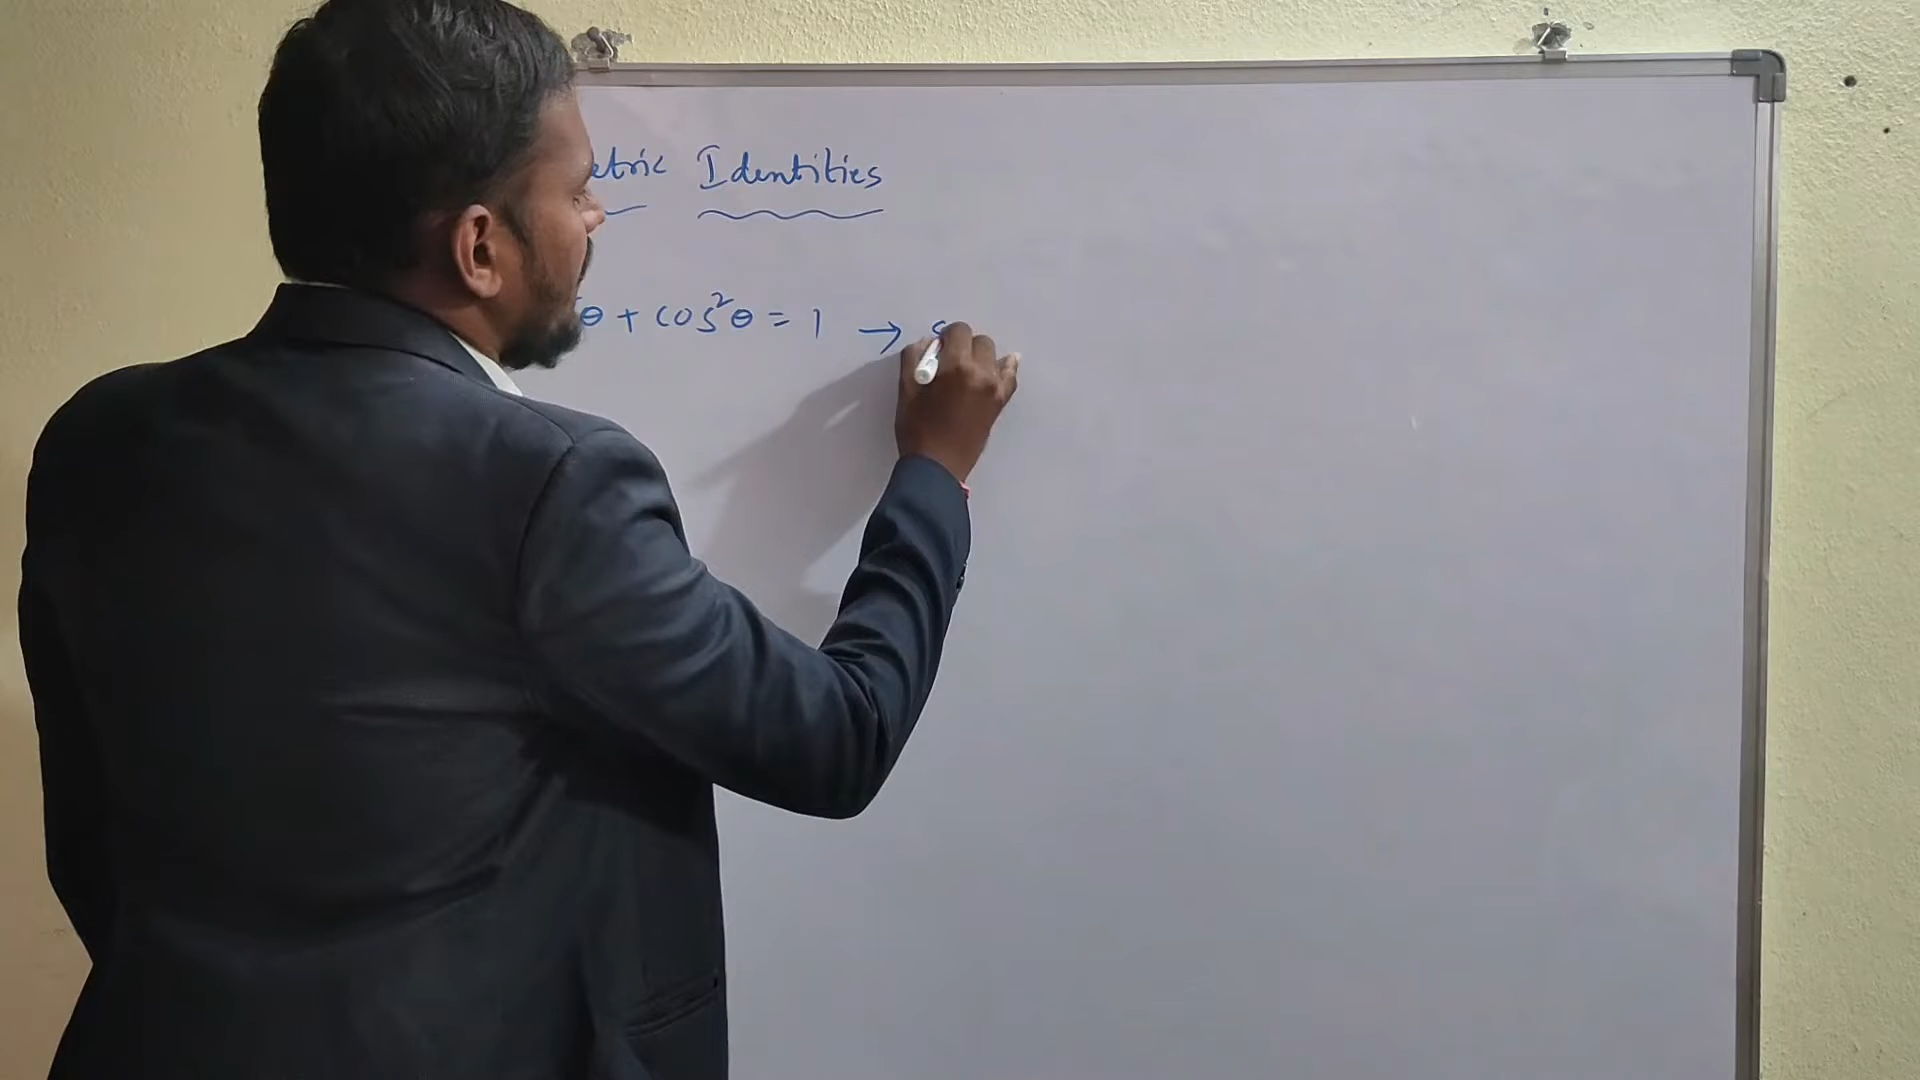 etric Identities
θ + cos²θ = 1 → s